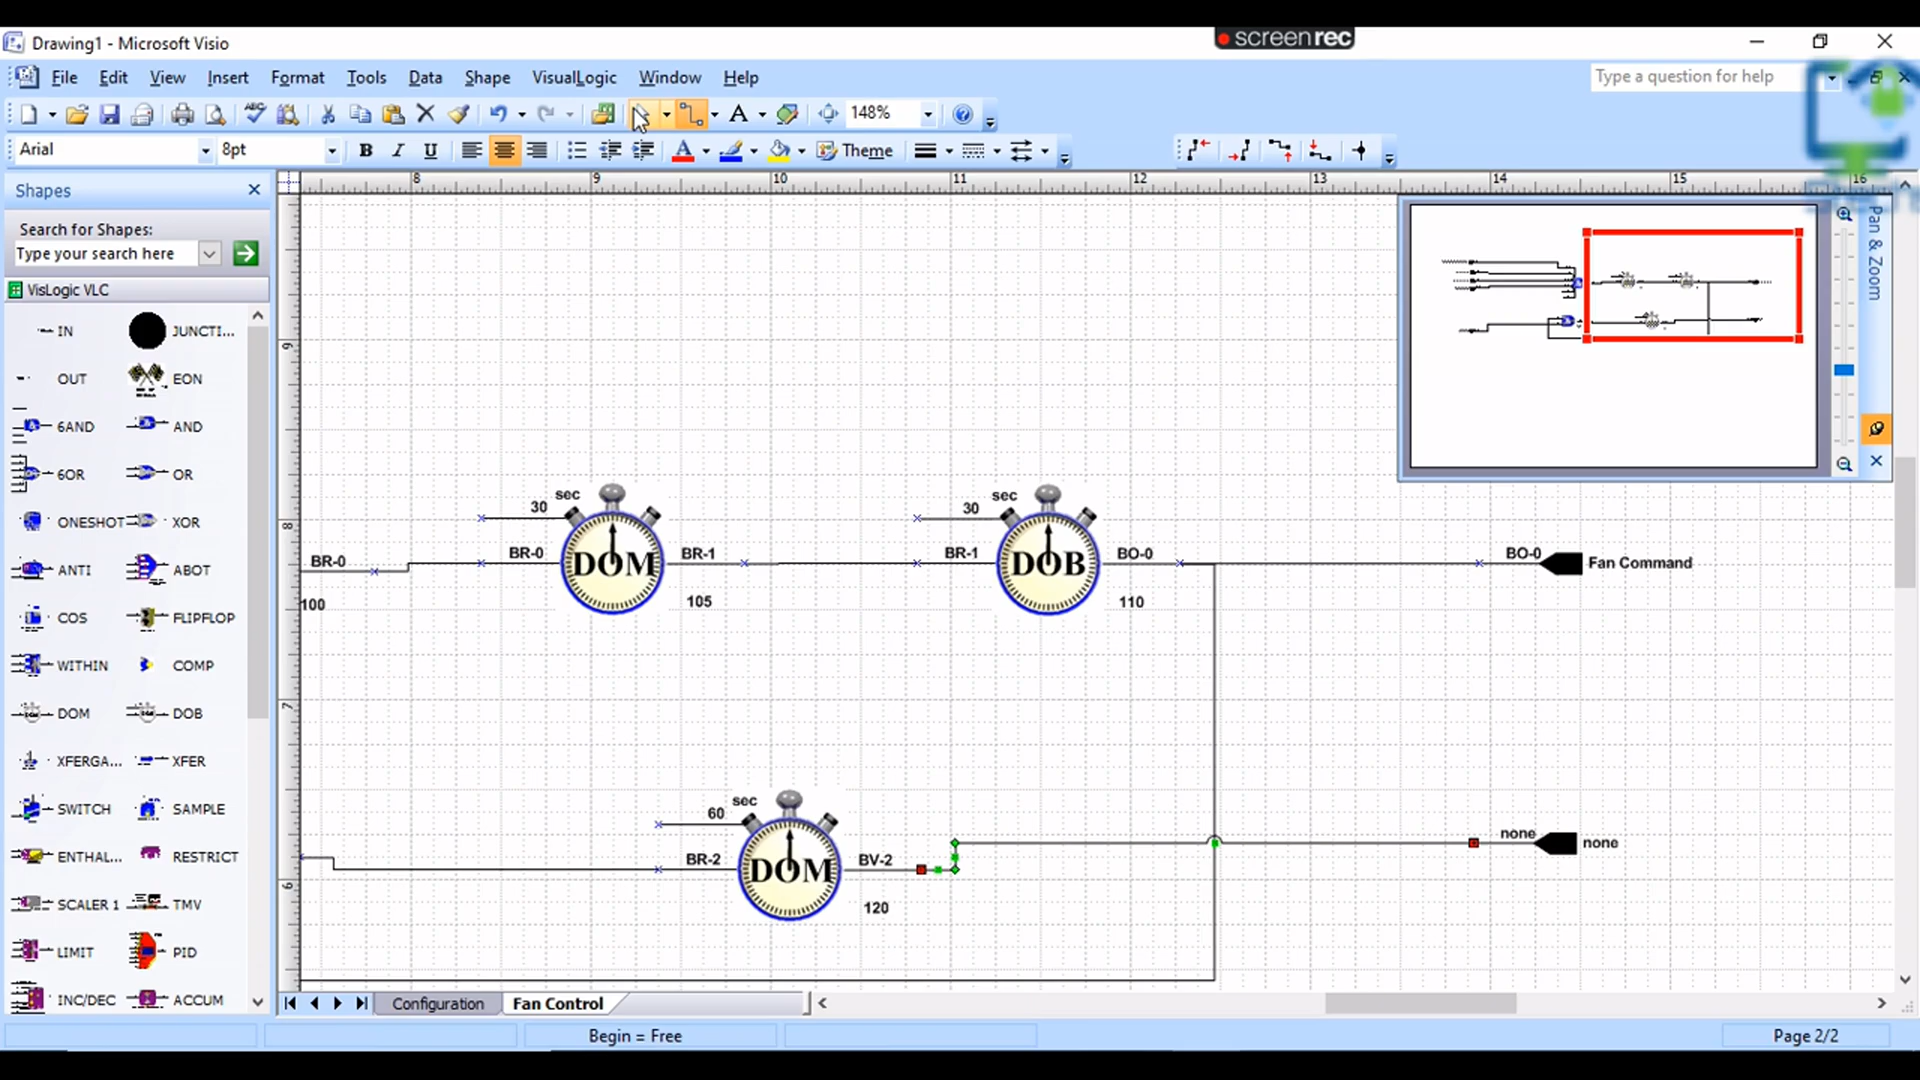 screenrec
Drawing1 - Microsoft Visio
File Edit View Insert Format Tools Data Shape VisualLogic Window Help
Type a question for help
148%
Arial 8pt B I U A Theme
Shapes
Search for Shapes:
Type your search here
VisLogic VLC
IN JUNCTI...
OUT EON
6AND AND
6OR OR
ONESHOT XOR
ANTI ABOT
COS FLIPFLOP
WITHIN COMP
DOM DOB
XFERGA... XFER
SWITCH SAMPLE
ENTHAL... RESTRICT
SCALER 1 TMV
LIMIT PID
INC/DEC ACCUM
8 9 10 11 12 13 14 15 16
9
8
7
6
Pan & Zoom
30 sec
BR-0
BR-0 DOM BR-1
100
105
30 sec
BR-1 DOB BO-0
110
BO-0 Fan Command
60 sec
BR-2 DOM BV-2
120
none none
Configuration Fan Control
Begin = Free
Page 2/2